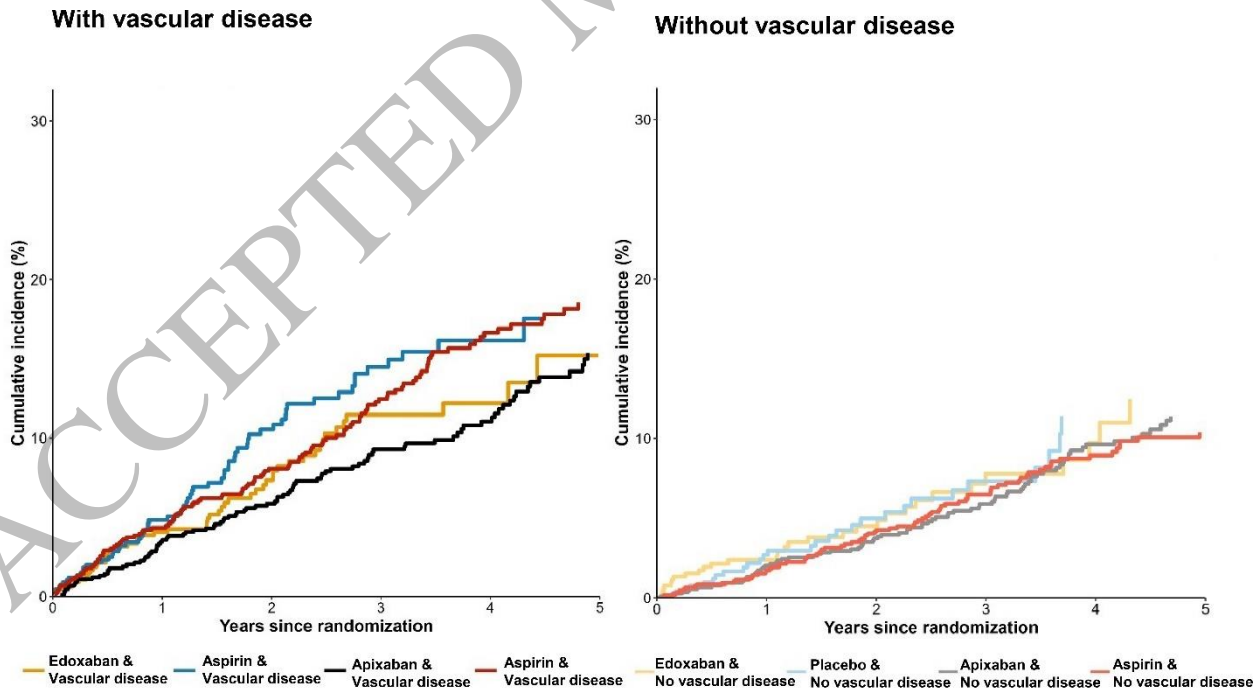 With vascular disease
Without vascular disease
ACCEPTED M
30
20
10
0
Cumulative incidence (%)
0 1 2 3 4 5
Years since randomization
30
20
10
0
Cumulative incidence (%)
0 1 2 3 4 5
Years since randomization
Edoxaban &
Vascular disease
Aspirin &
Vascular disease
Apixaban &
Vascular disease
Aspirin &
Vascular disease
Edoxaban &
No vascular disease
Placebo &
No vascular disease
Apixaban &
No vascular disease
Aspirin &
No vascular disease